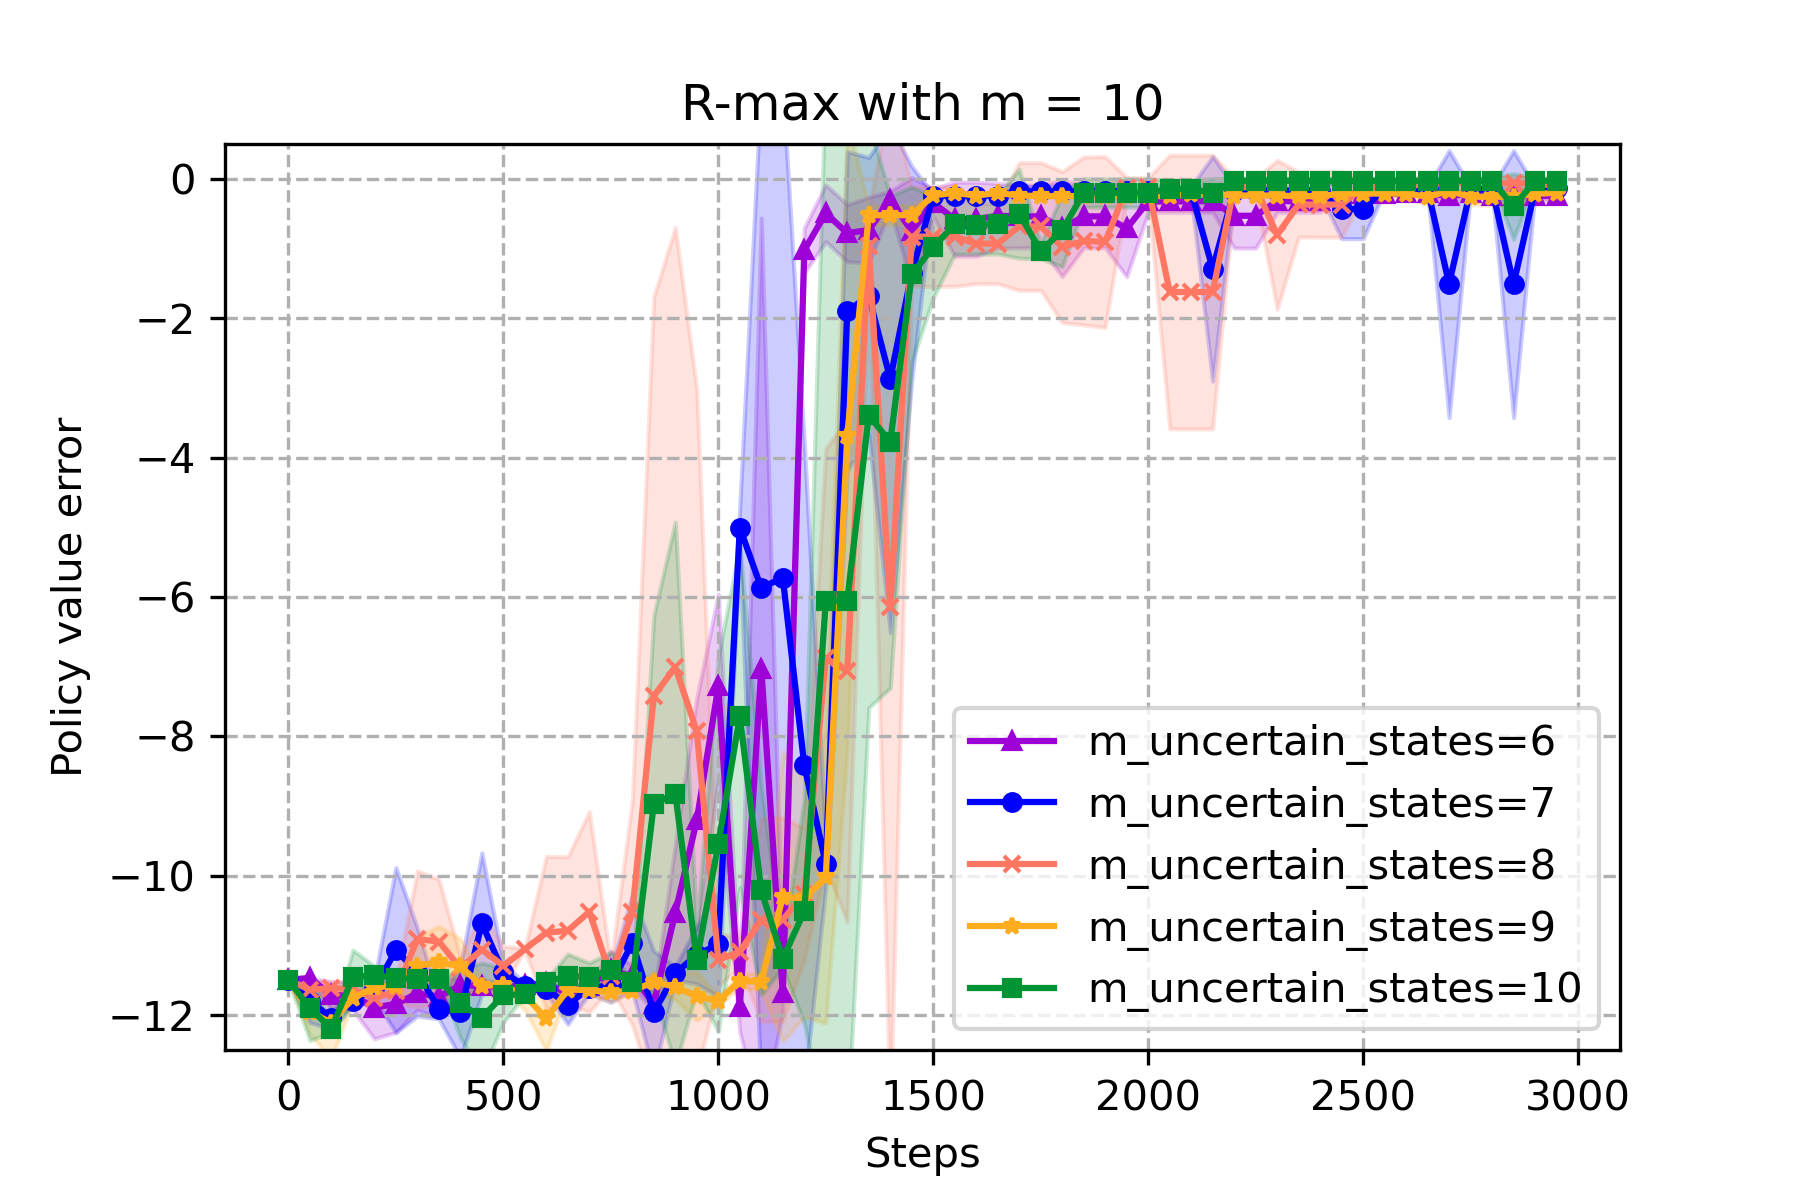 R-max with m = 10
0
−2
−4
−6
−8
−10
−12
Policy value error
0 500 1000 1500 2000 2500 3000
Steps
m_uncertain_states=6
m_uncertain_states=7
m_uncertain_states=8
m_uncertain_states=9
m_uncertain_states=10